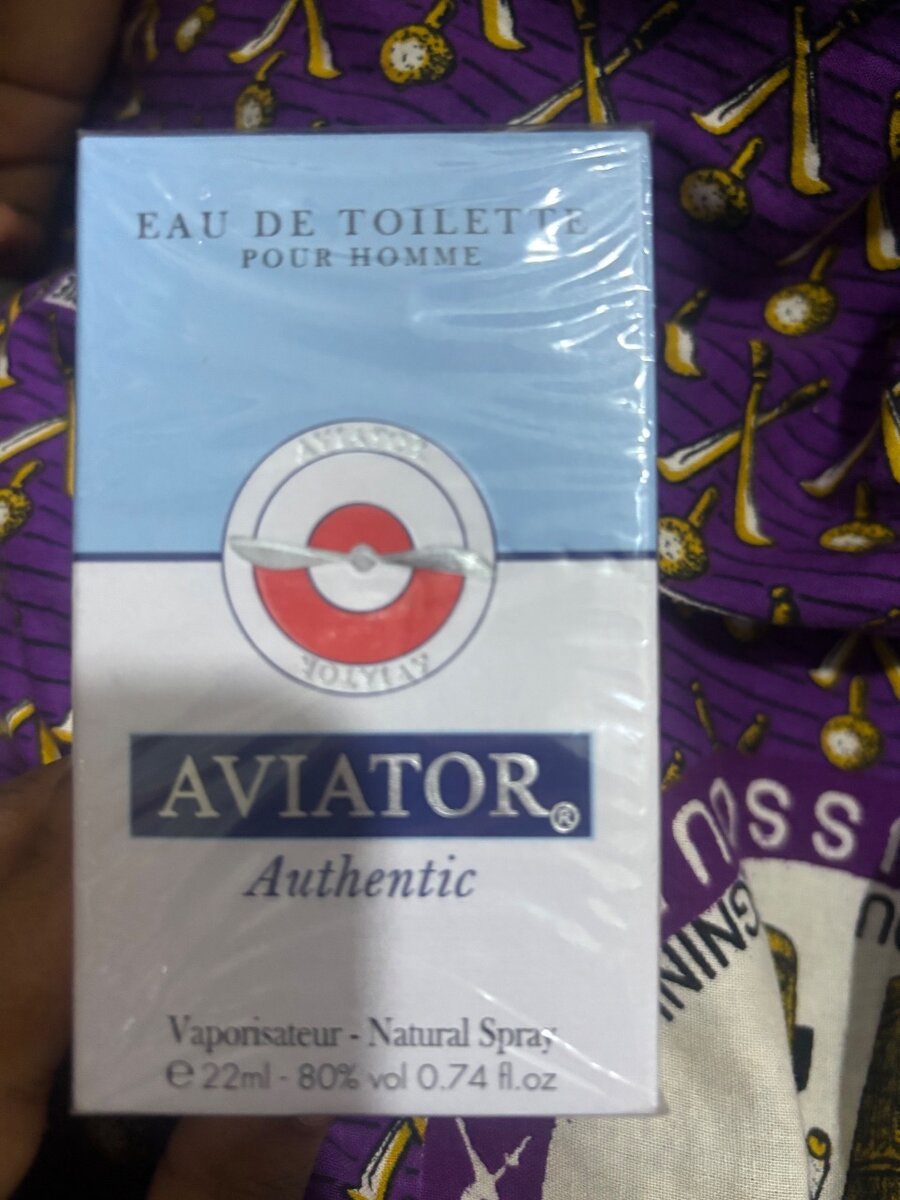 EAU DE TOILETTE
POUR HOMME
AVIATOR
AVIATOR
AVIATOR®
Authentic
Vaporisateur - Natural Spray
℮ 22ml - 80% vol 0.74 fl.oz